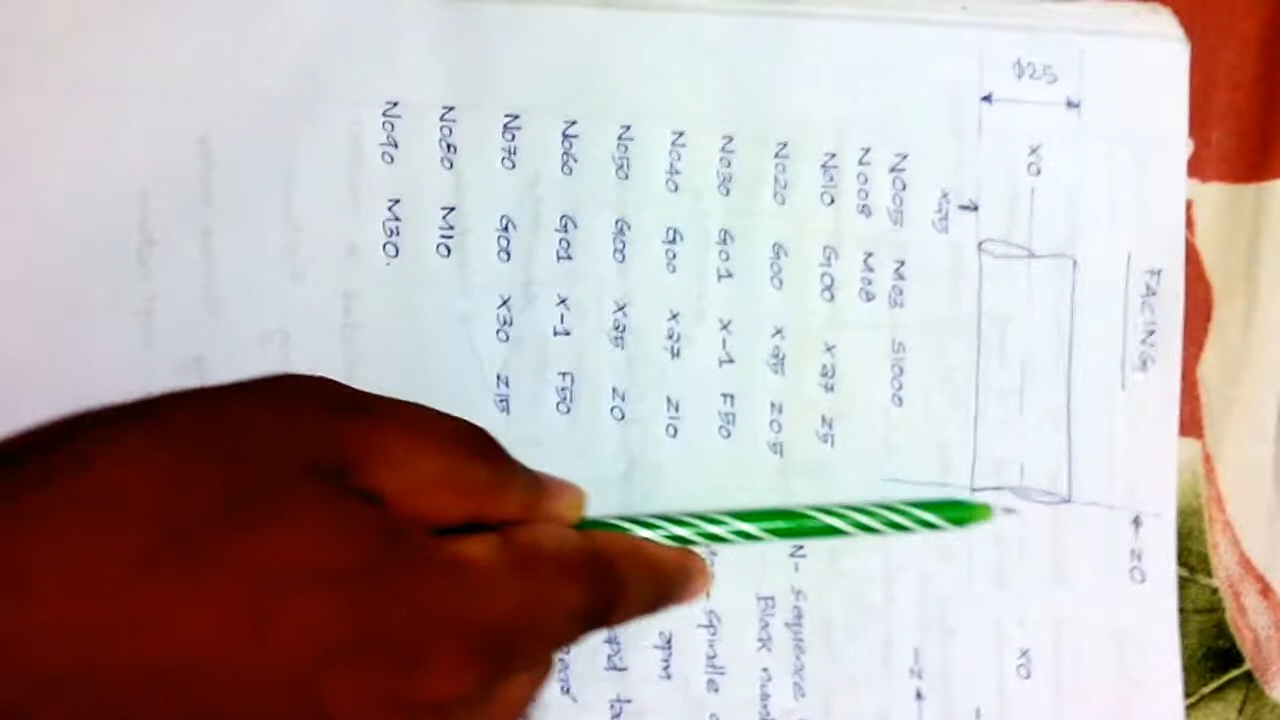 FACING
Φ25
X0
← Z0
X0
X25
-Z
N005 M03 S1000
N008 M08
N010 G00 X27 Z5
N020 G00 X25 Z0.5
N030 G01 X-1 F50
N040 G00 X27 Z10
N050 G00 X25 Z0
N060 G01 X-1 F50
N070 G00 X30 Z15
N080 M10
N090 M30.
N- Sequence
Block
Spindle
rpm